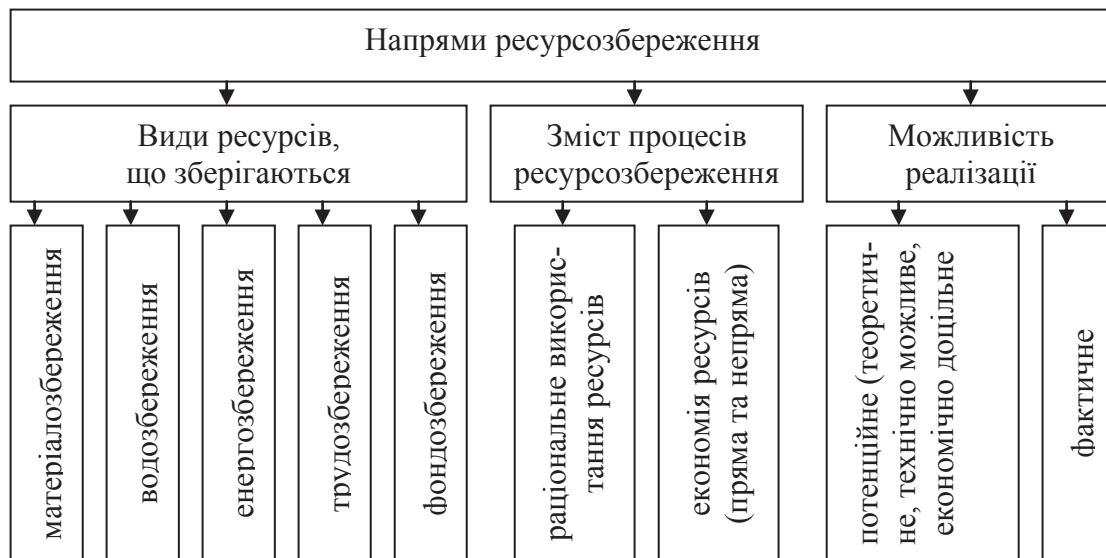 Напрями ресурсозбереження
Види ресурсів,
що зберігаються
Зміст процесів
ресурсозбереження
Можливість
реалізації
матеріалозбереження
водозбереження
енергозбереження
трудозбереження
фондозбереження
раціональне викорис-
тання ресурсів
економія ресурсів
(пряма та непряма)
потенційне (теоретич-
не, технічно можливе,
економічно доцільне
фактичне